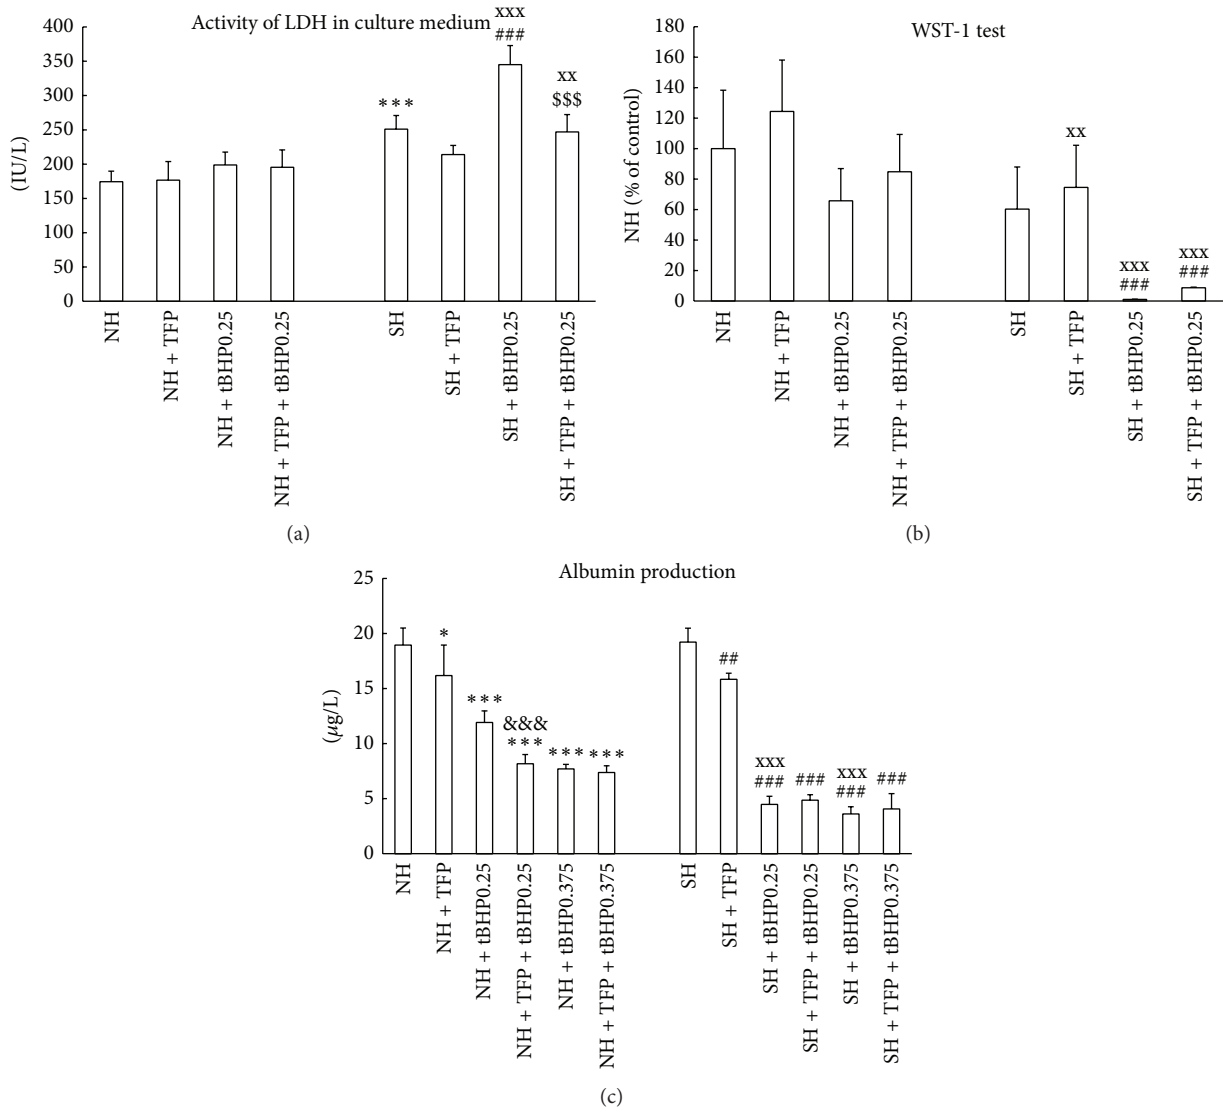 Activity of LDH in culture medium
(IU/L)
400
350
300
250
200
150
100
50
0
***
xxx
###
xx
$$$
NH
NH + TFP
NH + tBHP0.25
NH + TFP + tBHP0.25
SH
SH + TFP
SH + tBHP0.25
SH + TFP + tBHP0.25
(a)
WST-1 test
NH (% of control)
180
160
140
120
100
80
60
40
20
0
xx
xxx
###
xxx
###
NH
NH + TFP
NH + tBHP0.25
NH + TFP + tBHP0.25
SH
SH + TFP
SH + tBHP0.25
SH + TFP + tBHP0.25
(b)
Albumin production
(µg/L)
25
20
15
10
5
0
*
***
&&&
***
***
***
##
xxx
###
###
xxx
###
###
NH
NH + TFP
NH + tBHP0.25
NH + TFP + tBHP0.25
NH + tBHP0.375
NH + TFP + tBHP0.375
SH
SH + TFP
SH + tBHP0.25
SH + TFP + tBHP0.25
SH + tBHP0.375
SH + TFP + tBHP0.375
(c)